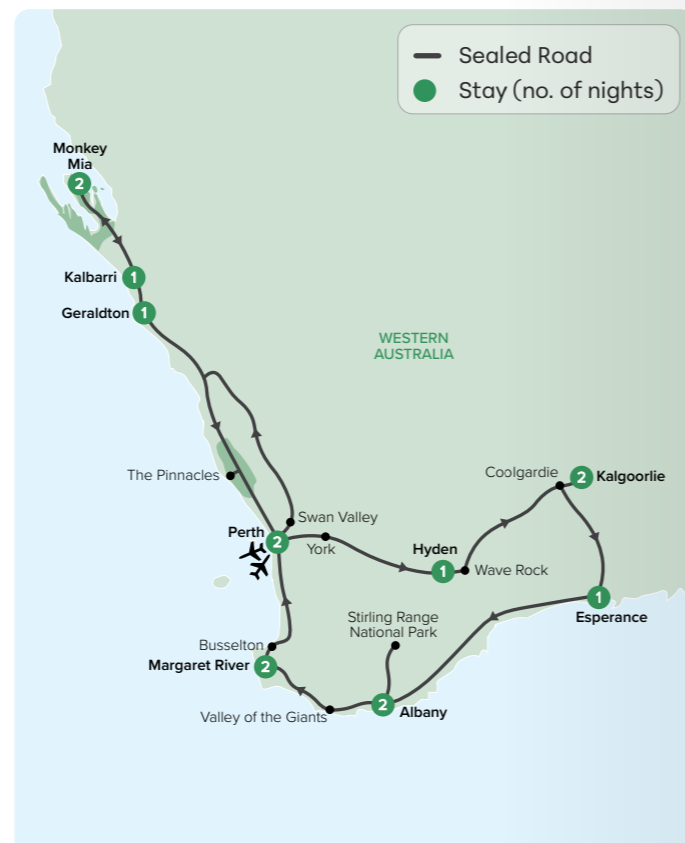 Sealed Road
Stay (no. of nights)
Monkey
Mia
2
Kalbarri
1
Geraldton
1
WESTERN
AUSTRALIA
The Pinnacles
Coolgardie
2
Kalgoorlie
Swan Valley
Perth
2
York
Hyden
1
Wave Rock
1
Esperance
Stirling Range
National Park
Busselton
Margaret River
2
Valley of the Giants
2
Albany